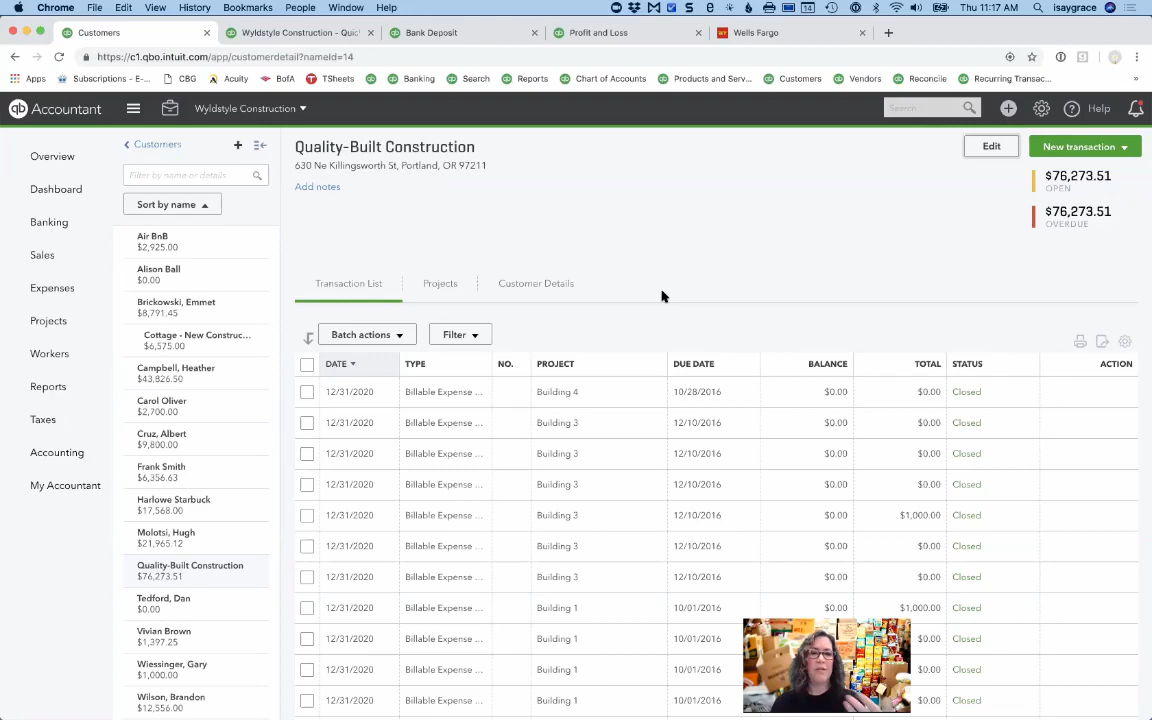 Chrome File Edit View History Bookmarks People Window Help
14
Thu 11:17 AM isaygrace
Customers
Wyldstyle Construction - Quic
Bank Deposit
Profit and Loss
Wells Fargo
https://c1.qbo.intuit.com/app/customerdetail?nameId=14
Apps Subscriptions - E-... CBG Acuity BofA TSheets Banking Search Reports Chart of Accounts Products and Serv... Customers Vendors Reconcile Recurring Transac... »
qb Accountant
Wyldstyle Construction
Search
Help
Overview
Dashboard
Banking
Sales
Expenses
Projects
Workers
Reports
Taxes
Accounting
My Accountant
Customers
Filter by name or details
Sort by name
Air BnB
$2,925.00
Alison Ball
$0.00
Brickowski, Emmet
$8,791.45
Cottage - New Construc...
$6,575.00
Campbell, Heather
$43,826.50
Carol Oliver
$2,700.00
Cruz, Albert
$9,800.00
Frank Smith
$6,356.63
Harlowe Starbuck
$17,568.00
Molotsi, Hugh
$21,965.12
Quality-Built Construction
$76,273.51
Tedford, Dan
$0.00
Vivian Brown
$1,397.25
Wiessinger, Gary
$1,000.00
Wilson, Brandon
$12,556.00
Quality-Built Construction
630 Ne Killingsworth St, Portland, OR 97211
Add notes
Edit
New transaction
$76,273.51
OPEN
$76,273.51
OVERDUE
Transaction List Projects Customer Details
Batch actions Filter
DATE TYPE NO. PROJECT DUE DATE BALANCE TOTAL STATUS ACTION
12/31/2020 Billable Expense ... Building 4 10/28/2016 $0.00 $0.00 Closed
12/31/2020 Billable Expense ... Building 3 12/10/2016 $0.00 $0.00 Closed
12/31/2020 Billable Expense ... Building 3 12/10/2016 $0.00 $0.00 Closed
12/31/2020 Billable Expense ... Building 3 12/10/2016 $0.00 $0.00 Closed
12/31/2020 Billable Expense ... Building 3 12/10/2016 $0.00 $1,000.00 Closed
12/31/2020 Billable Expense ... Building 3 12/10/2016 $0.00 $0.00 Closed
12/31/2020 Billable Expense ... Building 3 12/10/2016 $0.00 $0.00 Closed
12/31/2020 Billable Expense ... Building 1 10/01/2016 $0.00 $1,000.00 Closed
12/31/2020 Billable Expense ... Building 1 10/01/2016 $0.00 Closed
12/31/2020 Billable Expense ... Building 1 10/01/2016 $0.00 Closed
12/31/2020 Billable Expense ... Building 1 10/01/2016 $0.00 Closed